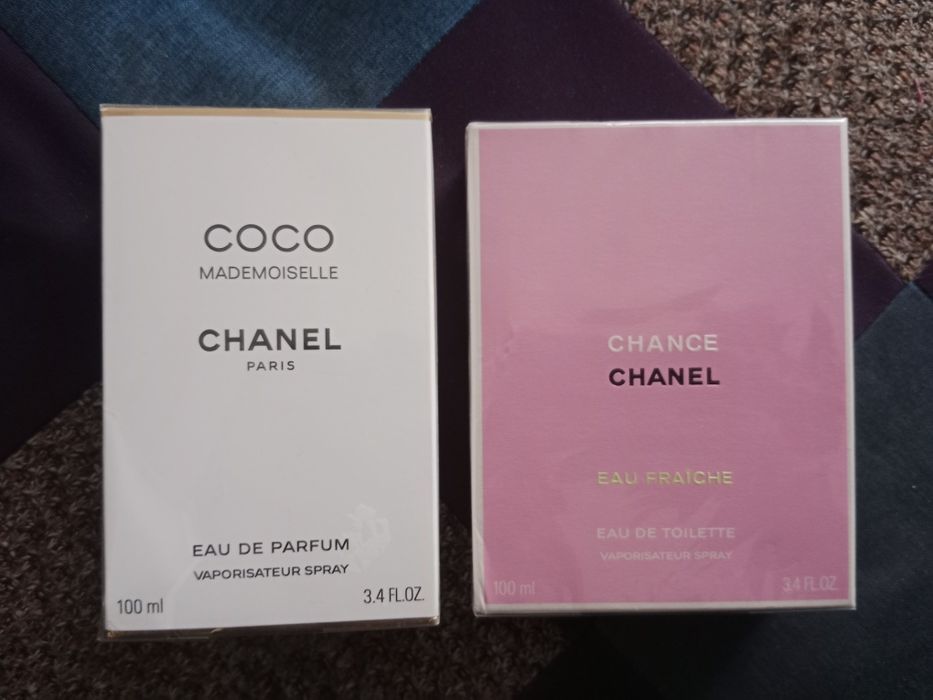 COCO
MADEMOISELLE
CHANEL
PARIS
EAU DE PARFUM
VAPORISATEUR SPRAY
100 ml
3.4 FL.OZ.
CHANCE
CHANEL
EAU FRAÎCHE
EAU DE TOILETTE
VAPORISATEUR SPRAY
100 ml
3.4 FL.OZ.